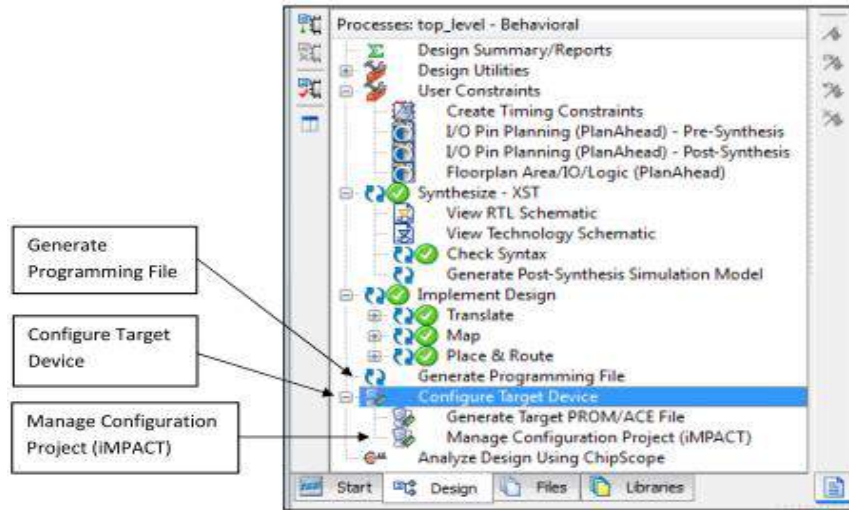 Processes: top_level - Behavioral
Design Summary/Reports
Design Utilities
User Constraints
Create Timing Constraints
I/O Pin Planning (PlanAhead) - Pre-Synthesis
I/O Pin Planning (PlanAhead) - Post-Synthesis
Floorplan Area/IO/Logic (PlanAhead)
Synthesize - XST
View RTL Schematic
View Technology Schematic
Check Syntax
Generate Post-Synthesis Simulation Model
Implement Design
Translate
Map
Place & Route
Generate Programming File
Configure Target Device
Generate Target PROM/ACE File
Manage Configuration Project (iMPACT)
Analyze Design Using ChipScope
Start
Design
Files
Libraries
Generate
Programming File
Configure Target
Device
Manage Configuration
Project (iMPACT)